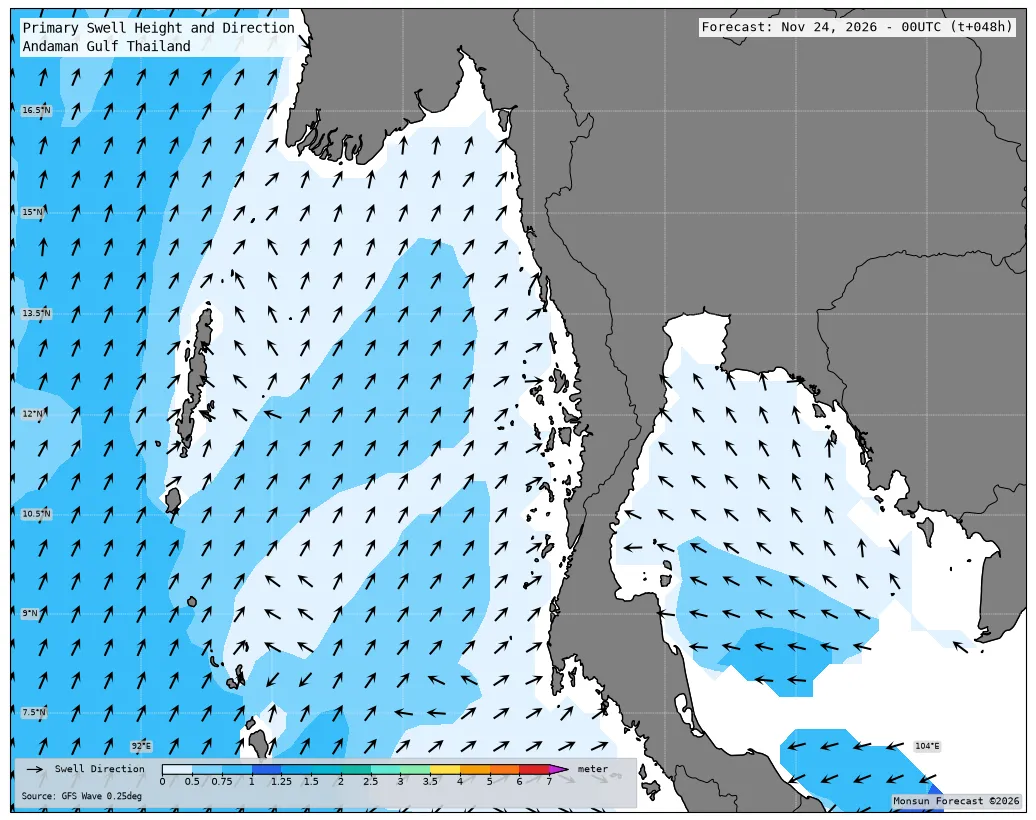 Primary Swell Height and Direction
Andaman Gulf Thailand
Forecast: Nov 24, 2026 - 00UTC (t+048h)
16.5°N
15°N
13.5°N
12°N
10.5°N
9°N
7.5°N
92°E
104°E
Swell Direction
meter
0 0.5 0.75 1 1.25 1.5 2 2.5 3 3.5 4 5 6 7
Source: GFS Wave 0.25deg
Monsun Forecast ©2026